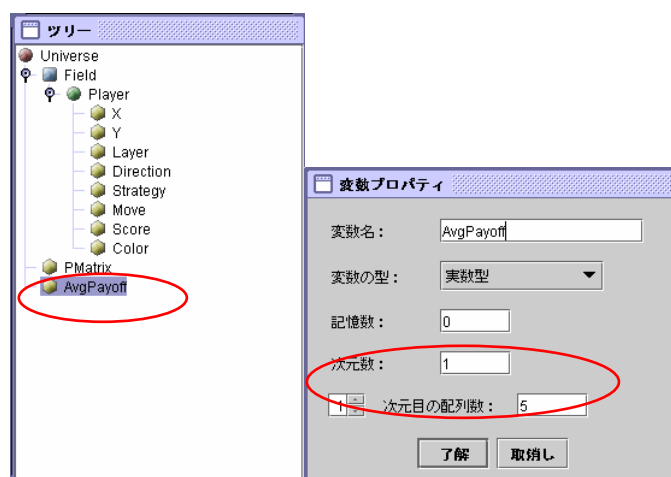 ツリー
Universe
Field
Player
X
Y
Layer
Direction
Strategy
Move
Score
Color
PMatrix
AvgPayoff
変数プロパティ
変数名： AvgPayoff
変数の型： 実数型
記憶数： 0
次元数： 1
1 次元目の配列数： 5
了解 取消し